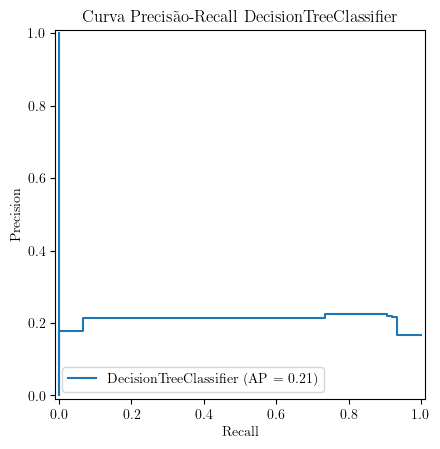 Curva Precisão-Recall DecisionTreeClassifier
1.0
0.8
0.6
0.4
0.2
0.0
Precision
DecisionTreeClassifier (AP = 0.21)
0.0 0.2 0.4 0.6 0.8 1.0
Recall